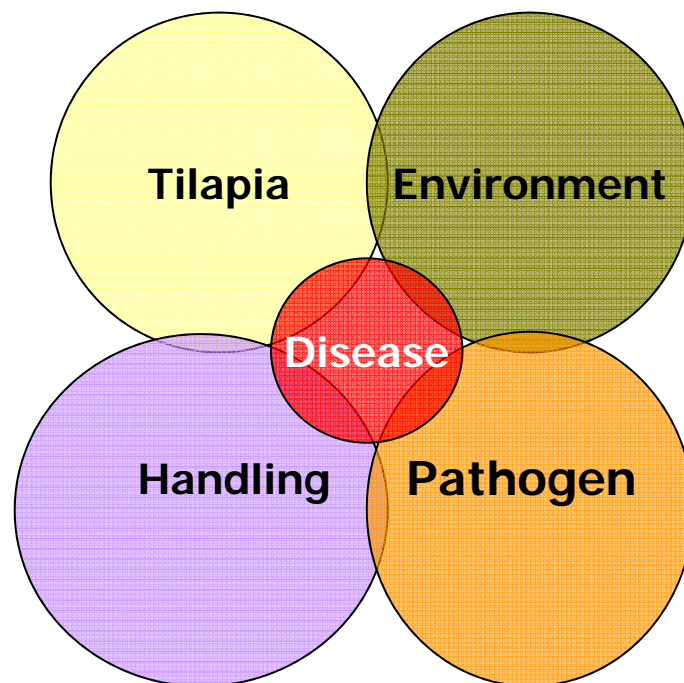 Tilapia
Environment
Disease
Handling
Pathogen